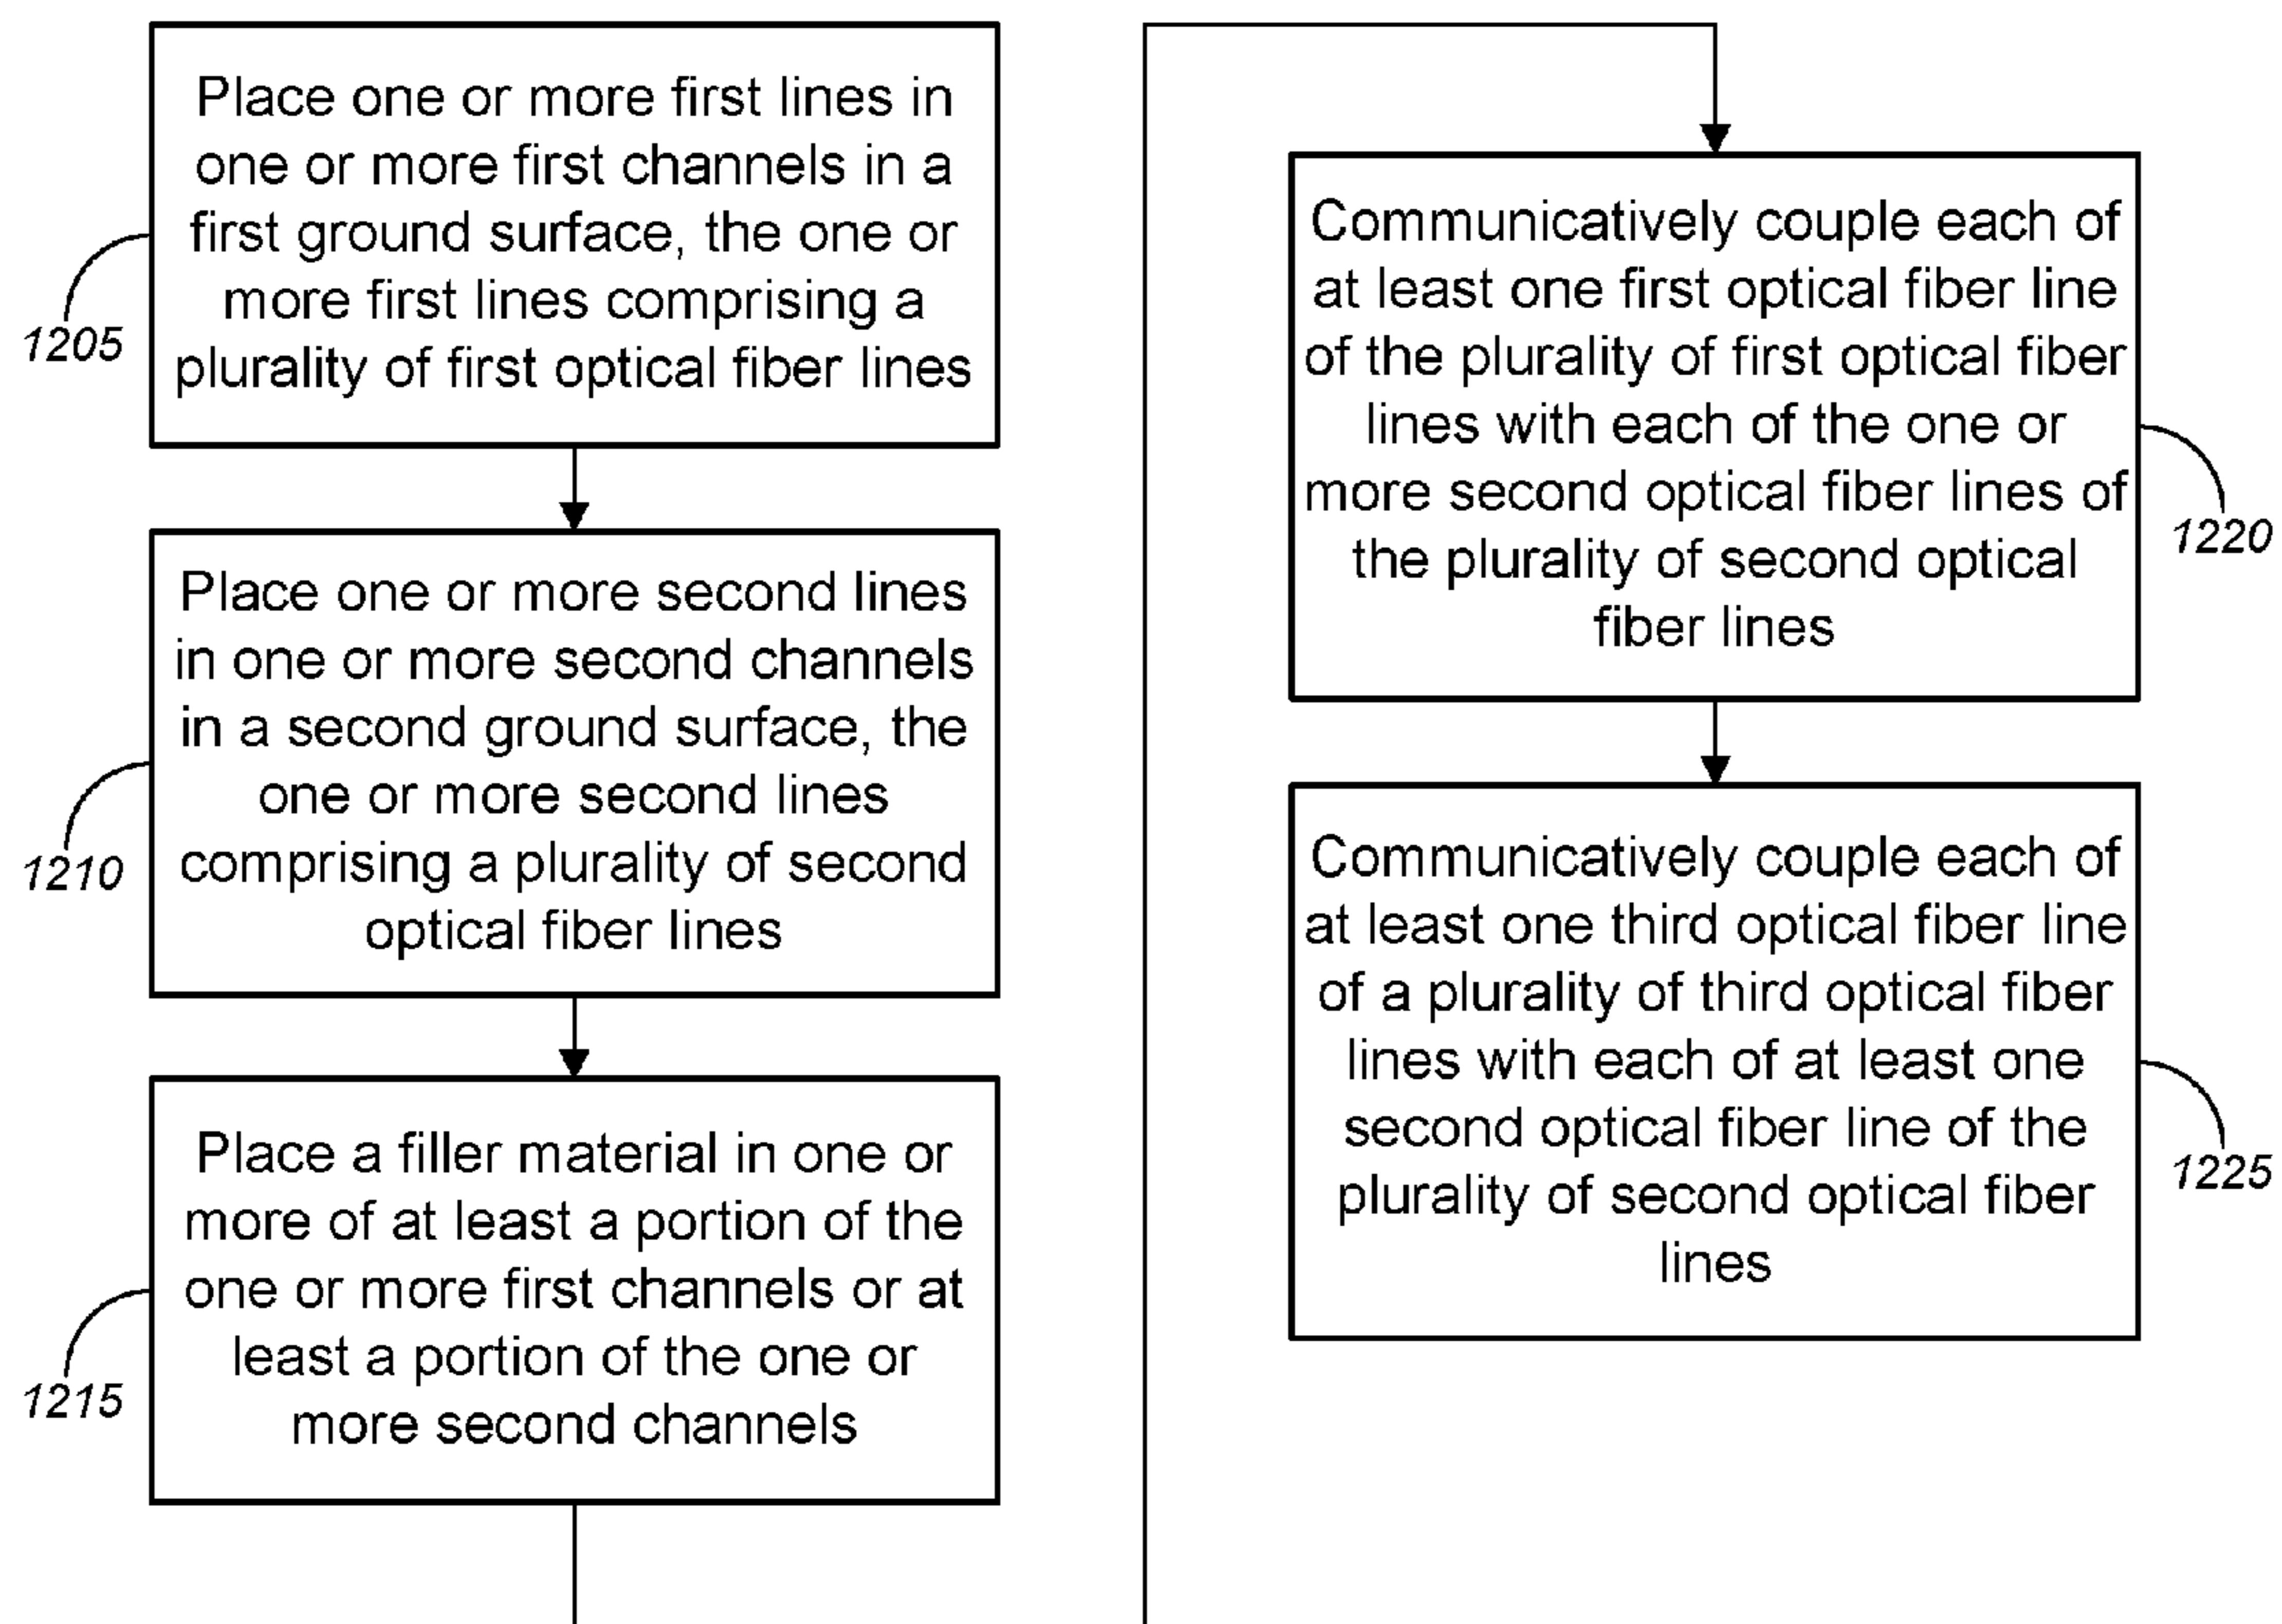 Place one or more first lines in
one or more first channels in a
first ground surface, the one or
more first lines comprising a
plurality of first optical fiber lines
1205
Place one or more second lines
in one or more second channels
in a second ground surface, the
one or more second lines
comprising a plurality of second
optical fiber lines
1210
Place a filler material in one or
more of at least a portion of the
one or more first channels or at
least a portion of the one or
more second channels
1215
Communicatively couple each of
at least one first optical fiber line
of the plurality of first optical fiber
lines with each of the one or
more second optical fiber lines of
the plurality of second optical
fiber lines
1220
Communicatively couple each of
at least one third optical fiber line
of a plurality of third optical fiber
lines with each of at least one
second optical fiber line of the
plurality of second optical fiber
lines
1225